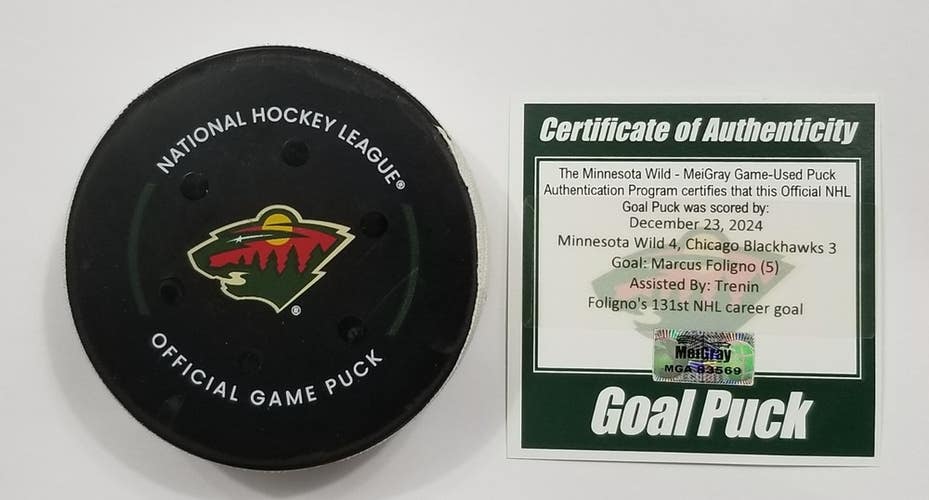 NATIONAL HOCKEY LEAGUE®
®
OFFICIAL GAME PUCK
Certificate of Authenticity
The Minnesota Wild - MeiGray Game-Used Puck
Authentication Program certifies that this Official NHL
Goal Puck was scored by:
December 23, 2024
Minnesota Wild 4, Chicago Blackhawks 3
Goal: Marcus Foligno (5)
Assisted By: Trenin
Foligno's 131st NHL career goal
MeiGray
MGA 83569
Goal Puck